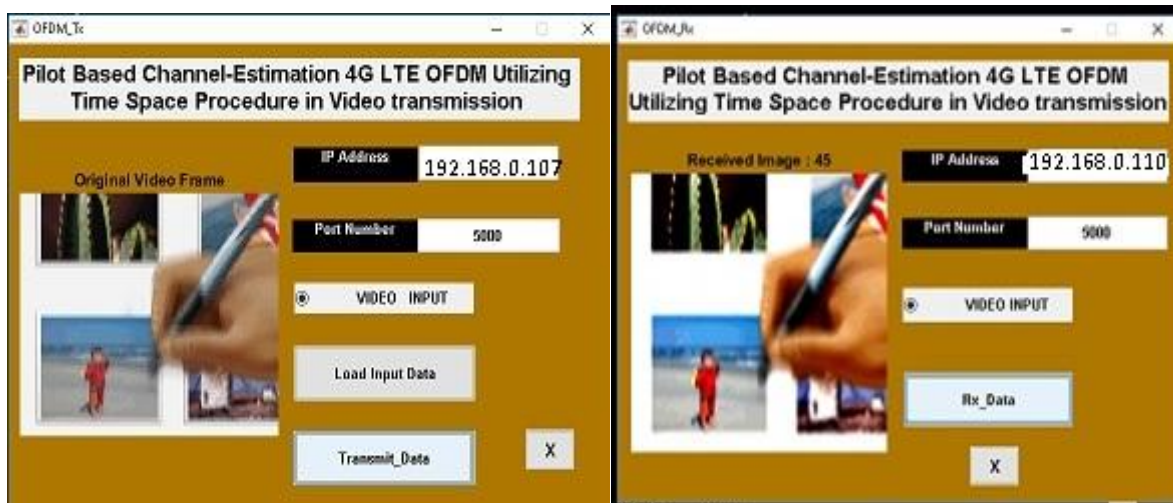 OFDM_Tx
Pilot Based Channel-Estimation 4G LTE OFDM Utilizing
Time Space Procedure in Video transmission
Original Video Frame
IP Address
192.168.0.107
Port Number
5000
VIDEO INPUT
Load Input Data
Transmit_Data
X
OFDM_Rx
Pilot Based Channel-Estimation 4G LTE OFDM
Utilizing Time Space Procedure in Video transmission
Received Image : 45
IP Address
192.168.0.110
Port Number
5000
VIDEO INPUT
Rx_Data
X